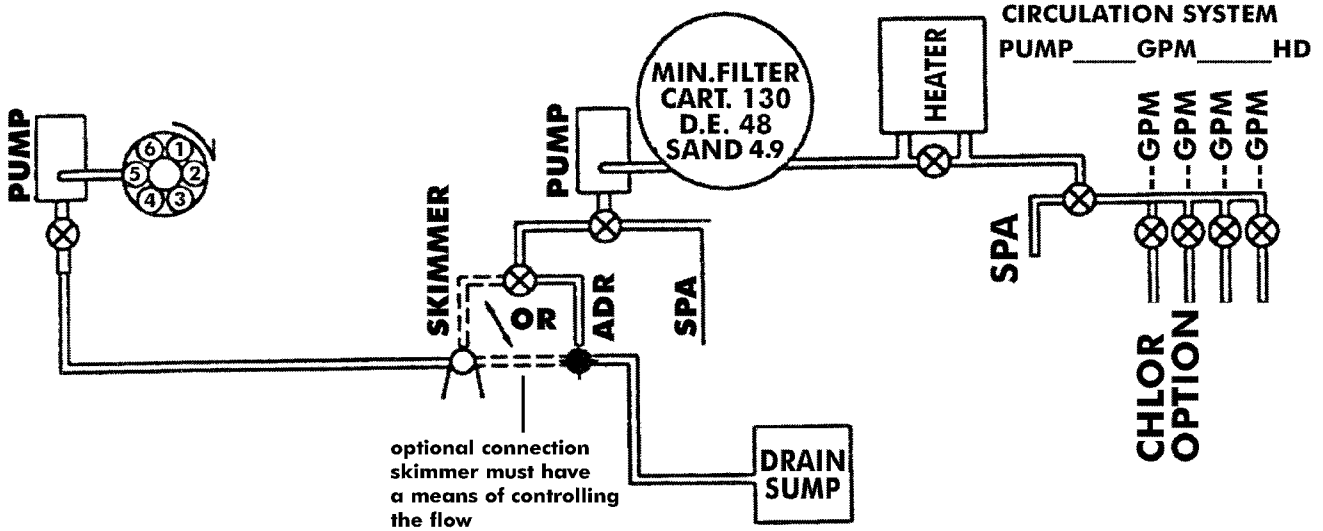 CIRCULATION SYSTEM
PUMP_____GPM______HD
PUMP
6 1
5 2
4 3
PUMP
MIN.FILTER
CART. 130
D.E. 48
SAND 4.9
HEATER
GPM
GPM
GPM
GPM
SKIMMER
OR
ADR
SPA
SPA
CHLOR
OPTION
optional connection
skimmer must have
a means of controlling
the flow
DRAIN
SUMP